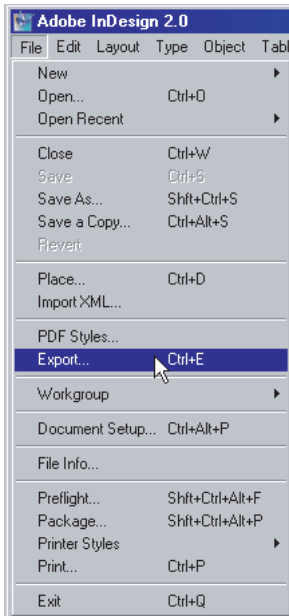 Adobe InDesign 2.0
File Edit Layout Type Object Tabl
New
Open... Ctrl+O
Open Recent
Close Ctrl+W
Save Ctrl+S
Save As... Shft+Ctrl+S
Save a Copy... Ctrl+Alt+S
Revert
Place... Ctrl+D
Import XML...
PDF Styles...
Export... Ctrl+E
Workgroup
Document Setup... Ctrl+Alt+P
File Info...
Preflight... Shft+Ctrl+Alt+F
Package... Shft+Ctrl+Alt+P
Printer Styles
Print... Ctrl+P
Exit Ctrl+Q